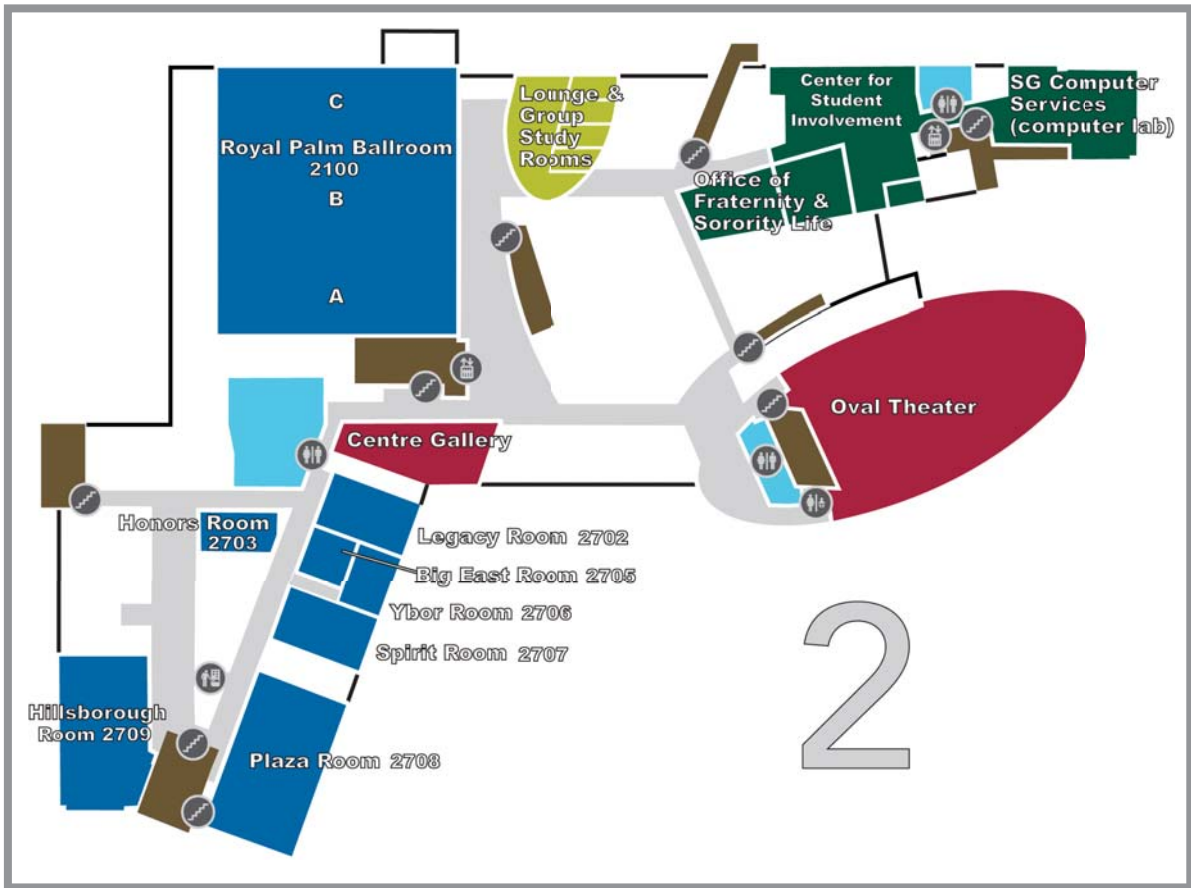 C
Royal Palm Ballroom
2100
B
A
Lounge &
Group
Study
Rooms
Center for
Student
Involvement
SG Computer
Services
(computer lab)
Office of
Fraternity &
Sorority Life
Oval Theater
Centre Gallery
Honors Room
2703
Legacy Room 2702
Big East Room 2705
Ybor Room 2706
Spirit Room 2707
Hillsborough
Room 2709
Plaza Room 2708
2